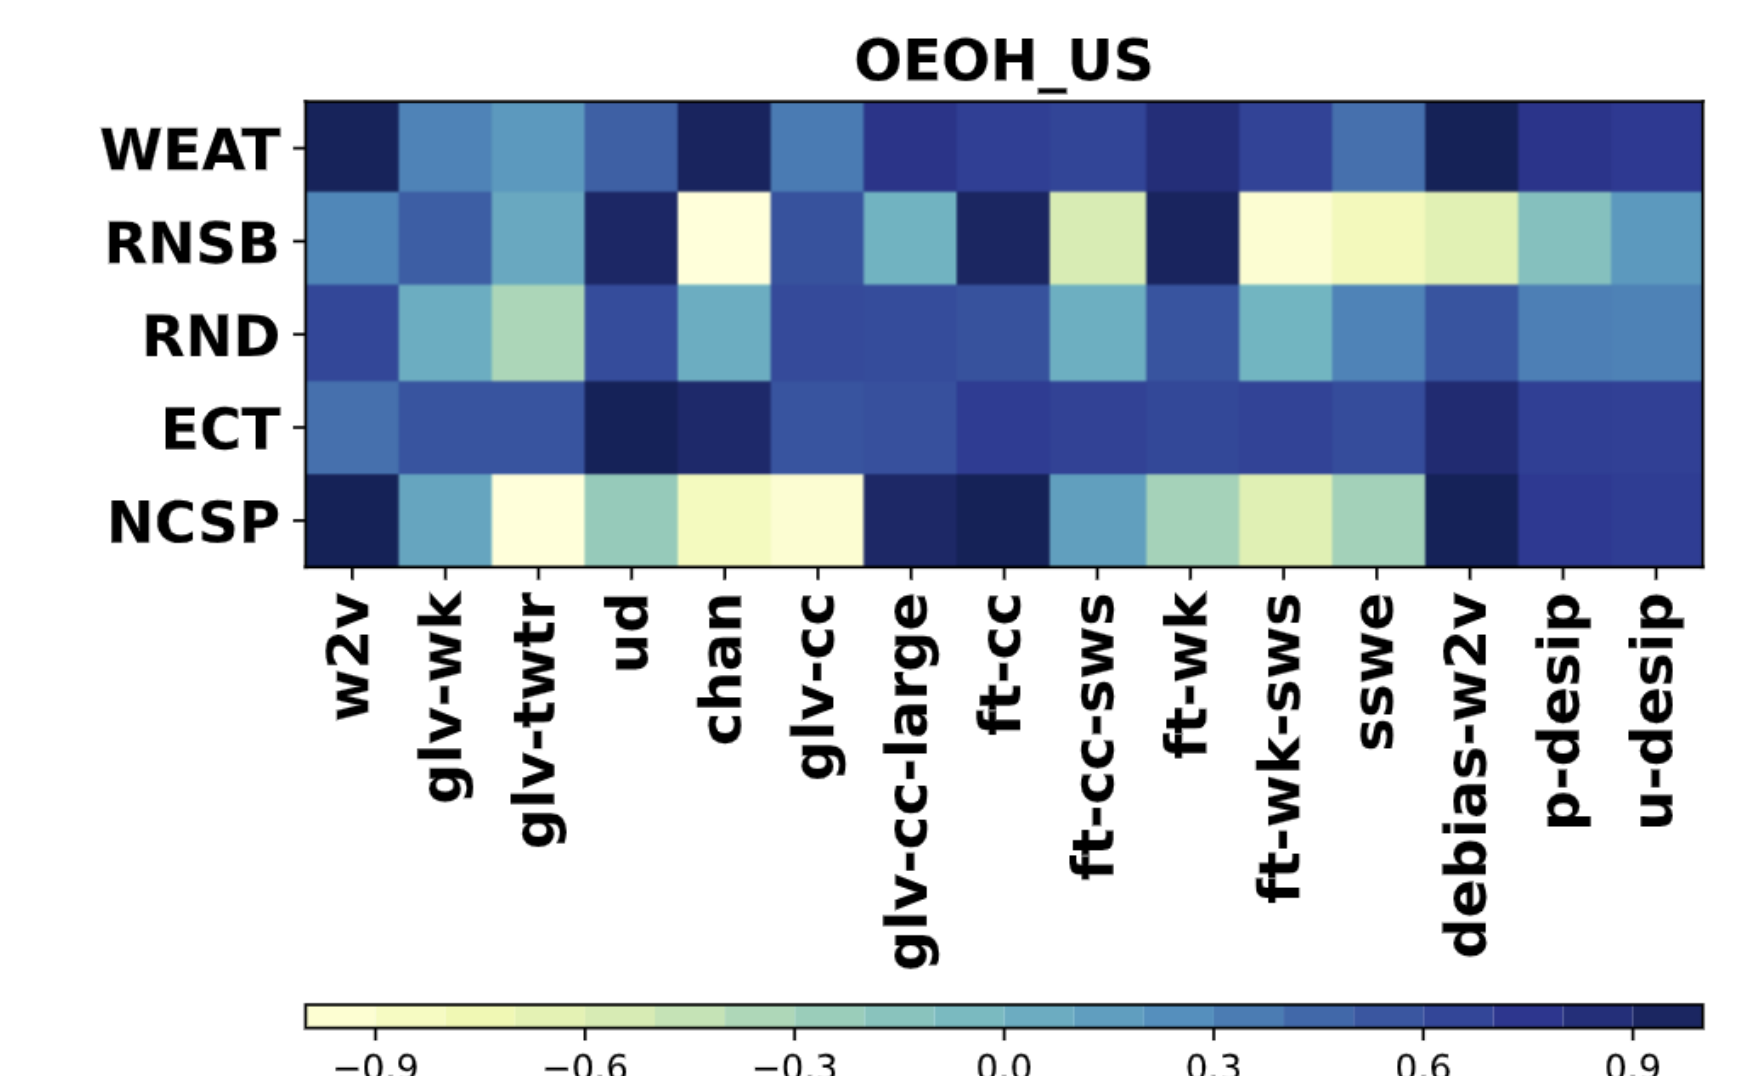 OEOH_US
WEAT
RNSB
RND
ECT
NCSP
w2v
glv-wk
glv-twtr
ud
chan
glv-cc
glv-cc-large
ft-cc
ft-cc-sws
ft-wk
ft-wk-sws
sswe
debias-w2v
p-desip
u-desip
−0.9 −0.6 −0.3 0.0 0.3 0.6 0.9